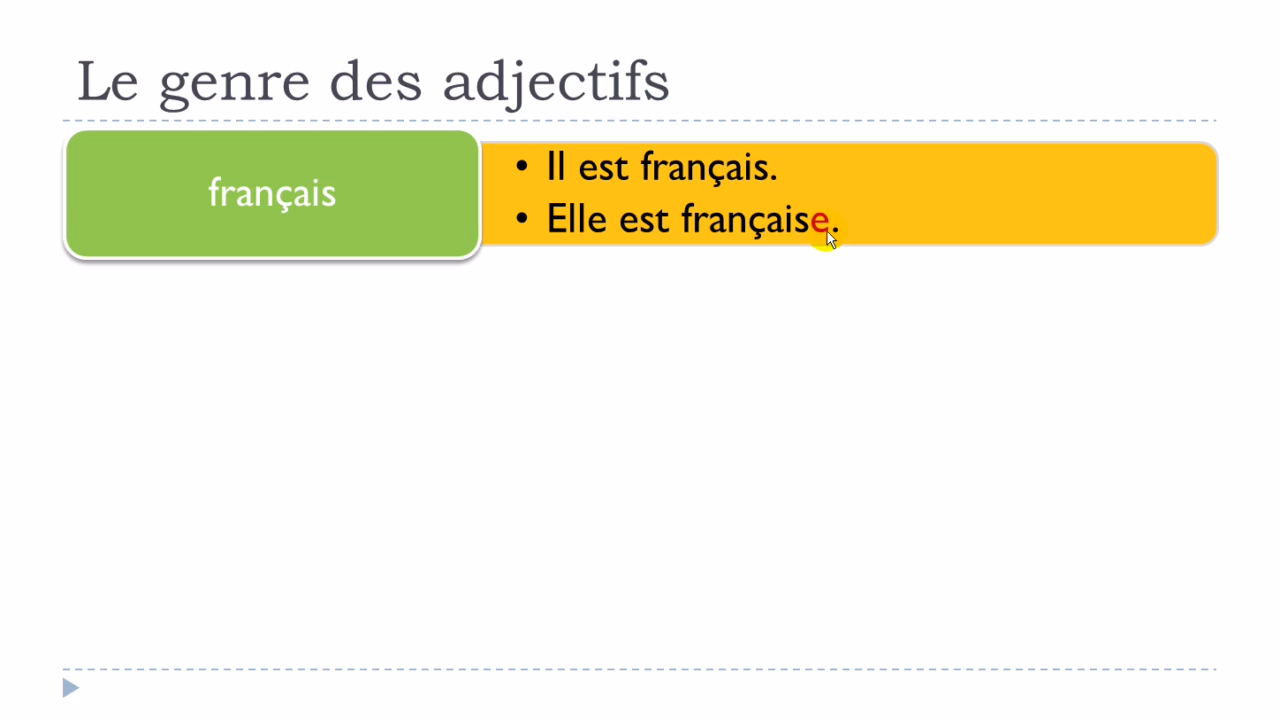 Le genre des adjectifs
français
• Il est français.
• Elle est française.